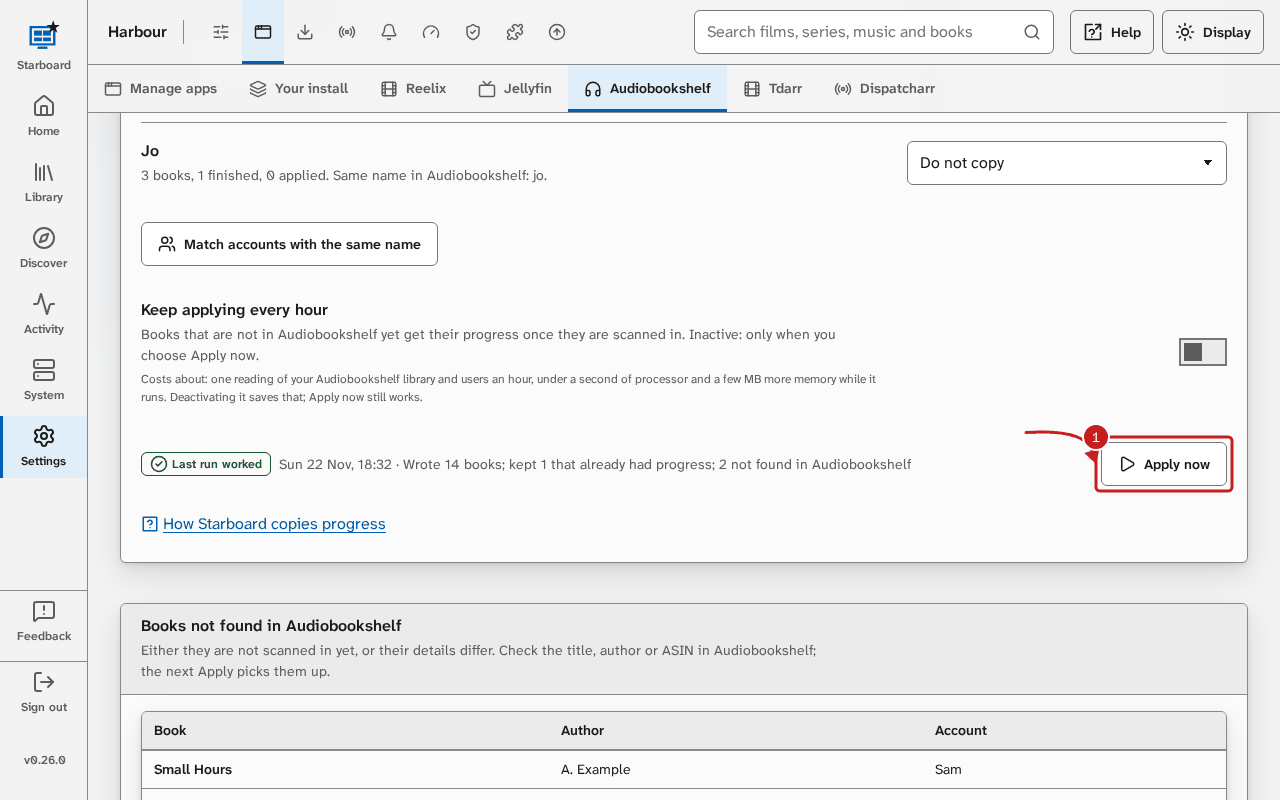 Starboard
Home
Library
Discover
Activity
System
Settings
Feedback
Sign out
v0.26.0
Harbour
Search films, series, music and books
Help
Display
Manage apps
Your install
Reelix
Jellyfin
Audiobookshelf
Tdarr
Dispatcharr
Jo
3 books, 1 finished, 0 applied. Same name in Audiobookshelf: jo.
Do not copy
Match accounts with the same name
Keep applying every hour
Books that are not in Audiobookshelf yet get their progress once they are scanned in. Inactive: only when you
choose Apply now.
Costs about: one reading of your Audiobookshelf library and users an hour, under a second of processor and a few MB more memory while it
runs. Deactivating it saves that; Apply now still works.
Last run worked
Sun 22 Nov, 18:32 · Wrote 14 books; kept 1 that already had progress; 2 not found in Audiobookshelf
1
Apply now
How Starboard copies progress
Books not found in Audiobookshelf
Either they are not scanned in yet, or their details differ. Check the title, author or ASIN in Audiobookshelf;
the next Apply picks them up.
Book
Author
Account
Small Hours
A. Example
Sam